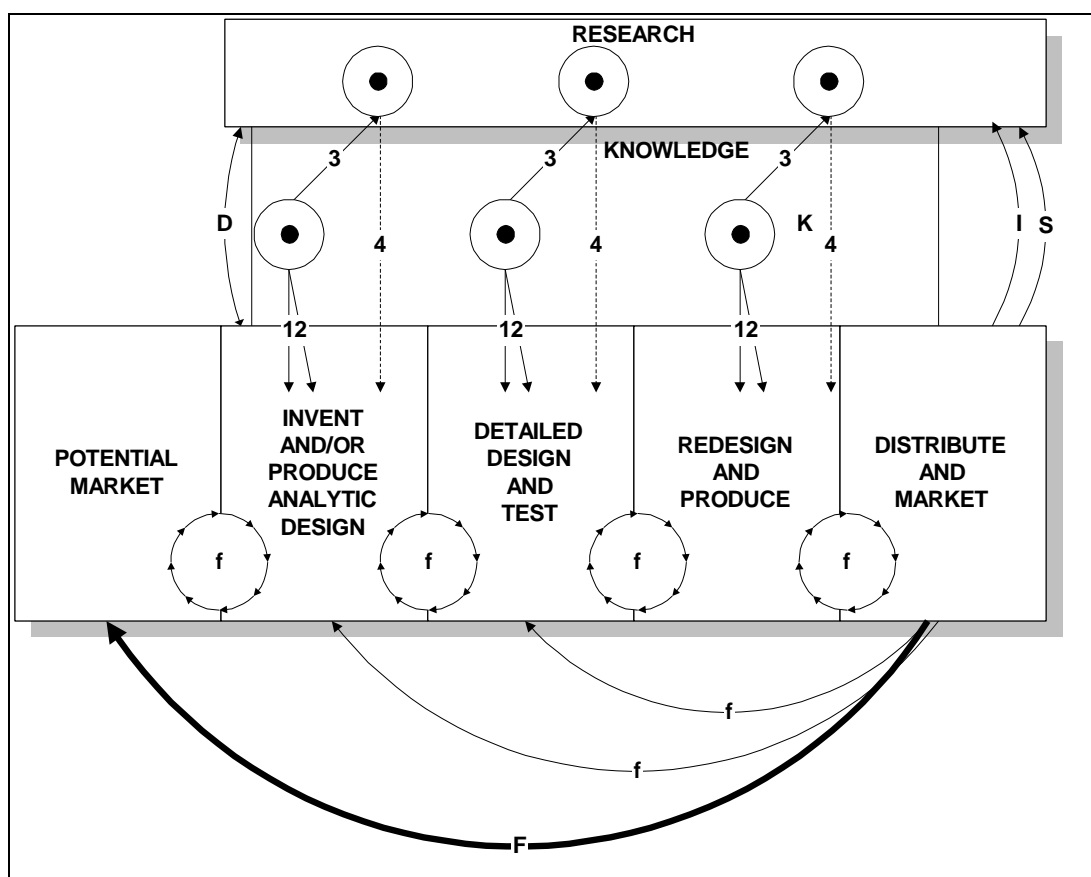 RESEARCH
KNOWLEDGE
3
3
3
D
K
I
S
4
4
4
12
12
12
POTENTIAL
MARKET
INVENT
AND/OR
PRODUCE
ANALYTIC
DESIGN
DETAILED
DESIGN
AND
TEST
REDESIGN
AND
PRODUCE
DISTRIBUTE
AND
MARKET
f
f
f
f
f
f
F